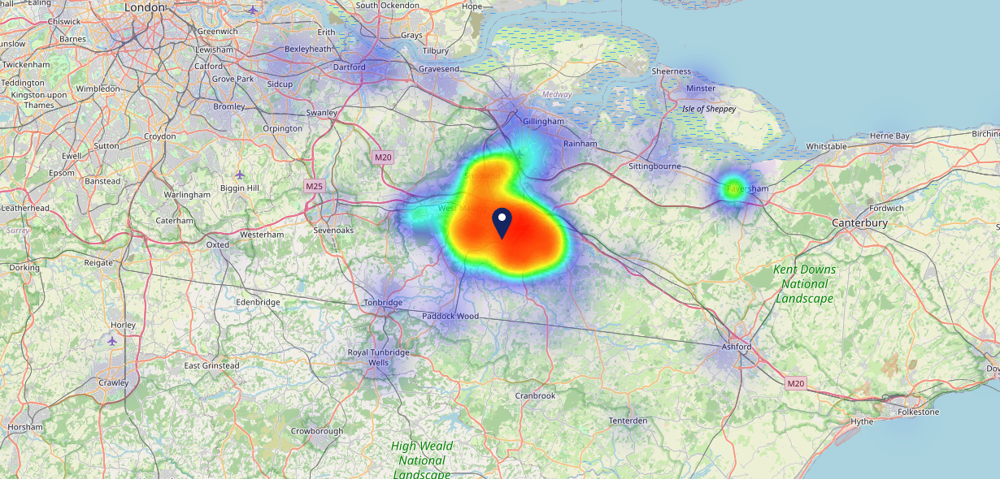 South Ockendon
Hope
Ealing
London
Chiswick
Erith
Greenwich
Grays
Barnes
Bexleyheath
Lewisham
Tilbury
Twickenham
Catford
Dartford
Gravesend
Sheerness
Teddington
Grove Park
Sidcup
Wimbledon
Minster
Kingston upon
Thames
Medway
Bromley
Isle of Sheppey
Swanley
Gillingham
Orpington
Croydon
Herne Bay
Sutton
Rainham
Whitstable
Ewell
M20
Sittingbourne
Epsom
Snodland
Banstead
Biggin Hill
M25
Faversham
Warlingham
Leatherhead
West Malling
Fordwich
Caterham
Canterbury
Surrey
Sevenoaks
Westerham
Oxted
Reigate
Dorking
Kent Downs
National
Landscape
Edenbridge
Tonbridge
Paddock Wood
Horley
Ashford
Royal Tunbridge
Wells
East Grinstead
Crawley
M20
Cranbrook
Folkestone
Tenterden
Hythe
Horsham
Crowborough
High Weald
National
Landscape